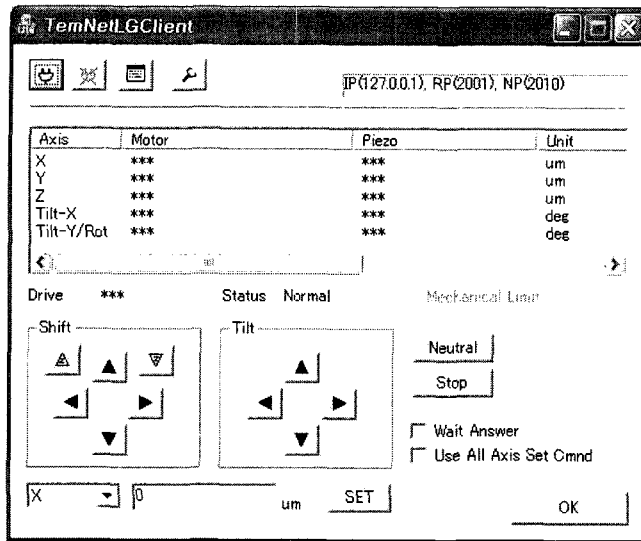 TemNetLGClient
IP(127.0.0.1), RP(2001), NP(2010)
Axis Motor Piezo Unit
X *** *** um
Y *** *** um
Z *** *** um
Tilt-X *** *** deg
Tilt-Y/Rot *** *** deg
Drive *** Status Normal Mechanical Limit
Shift Tilt
Neutral
Stop
Wait Answer
Use All Axis Set Cmnd
X 0 um SET OK